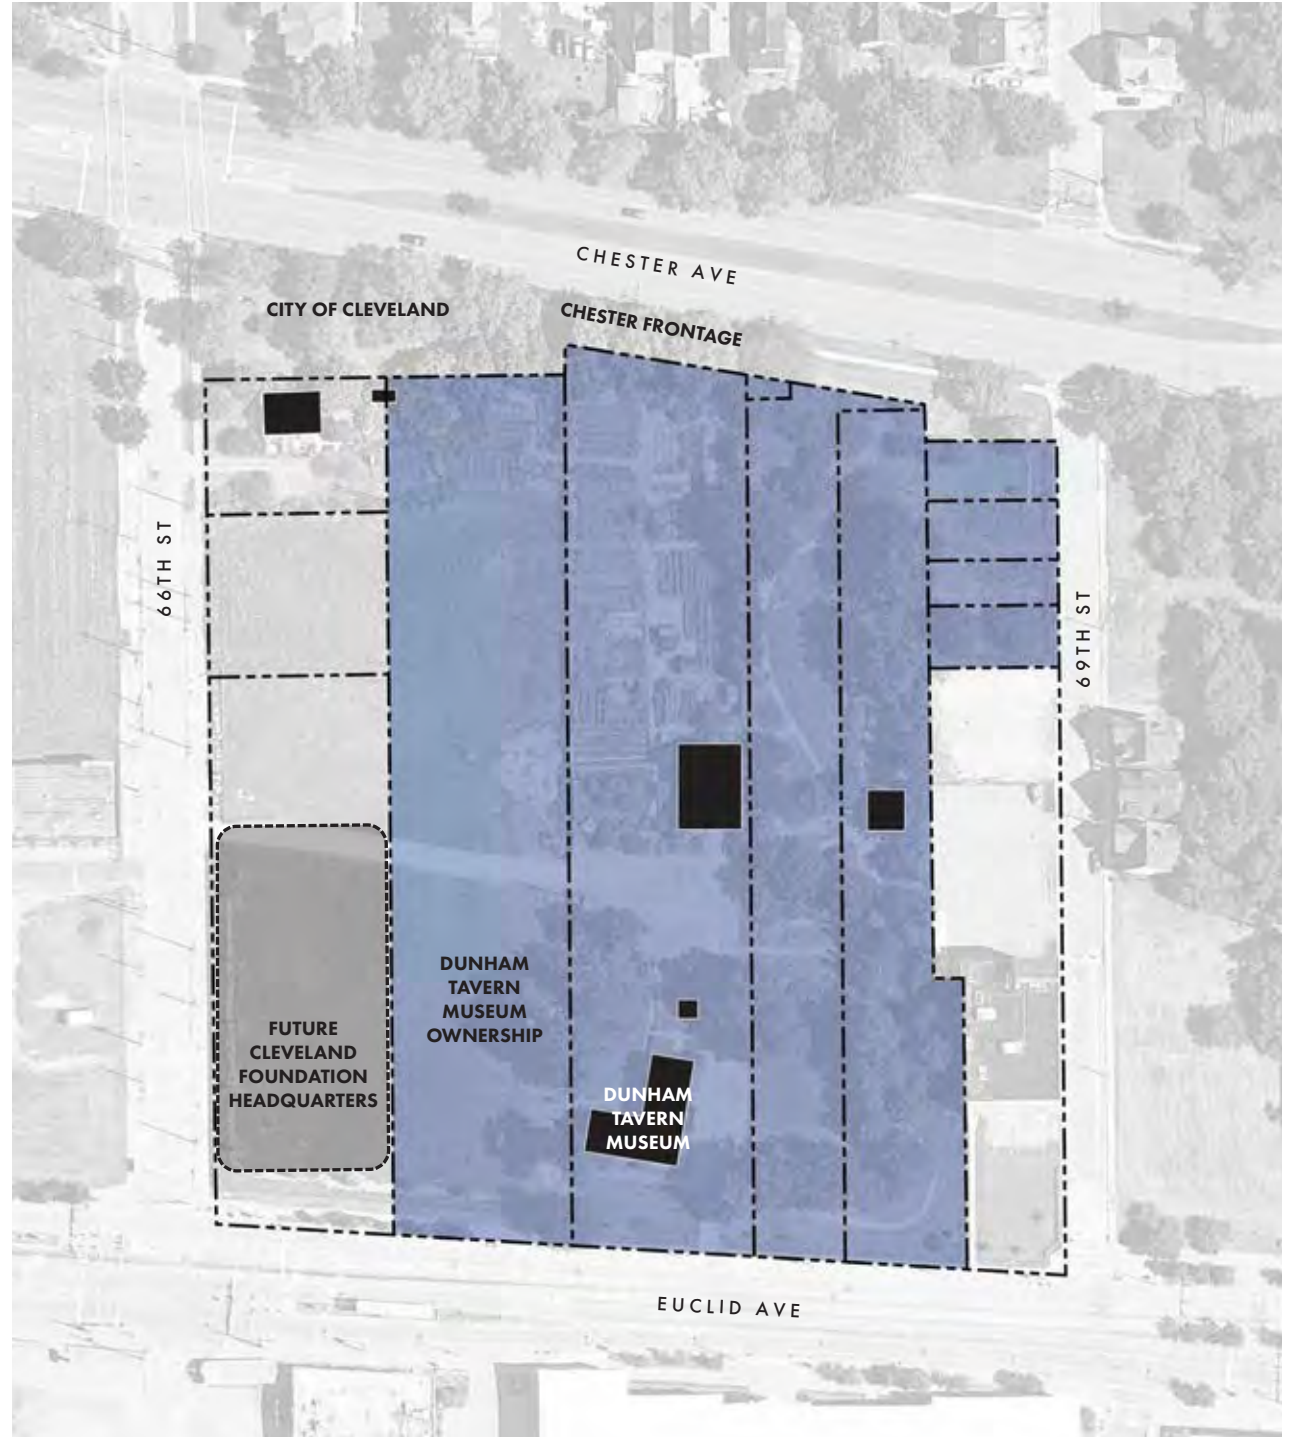 CHESTER AVE
CITY OF CLEVELAND
CHESTER FRONTAGE
66TH ST
69TH ST
DUNHAM
TAVERN
MUSEUM
OWNERSHIP
FUTURE
CLEVELAND
FOUNDATION
HEADQUARTERS
DUNHAM
TAVERN
MUSEUM
EUCLID AVE